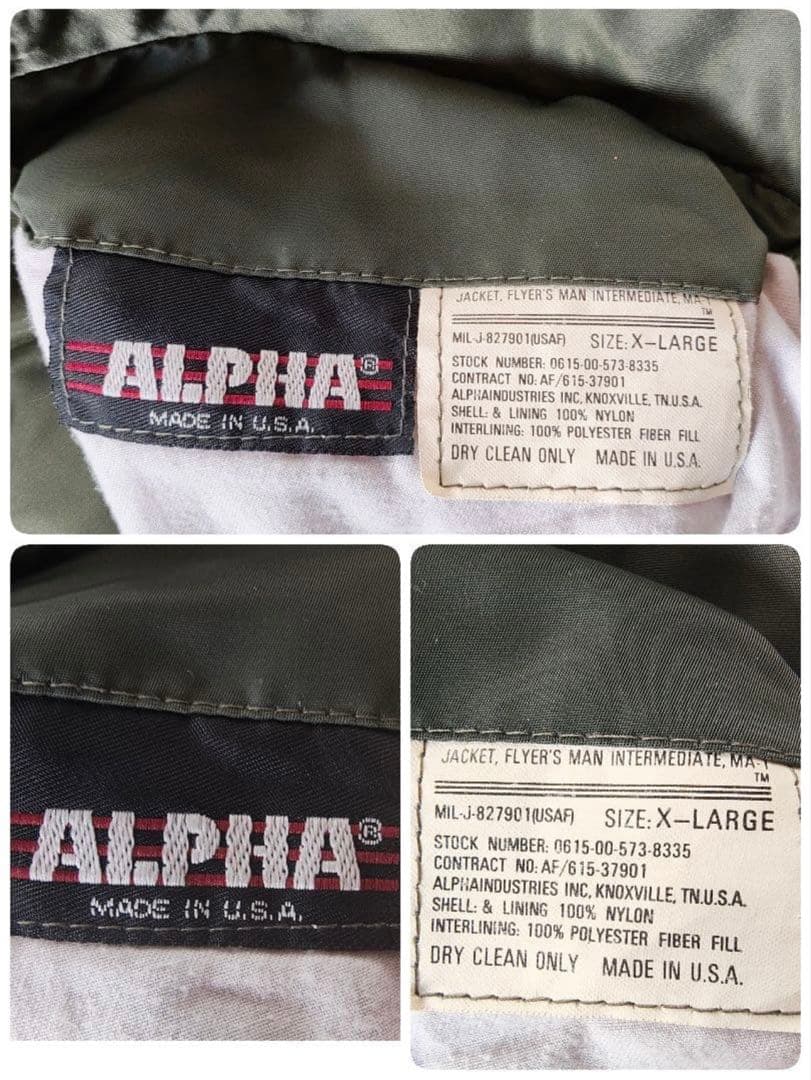 ALPHA®
MADE IN U.S.A.
JACKET, FLYER'S MAN INTERMEDIATE, MA-1
TM
MIL-J-827901(USAF) SIZE: X-LARGE
STOCK NUMBER: 0615-00-573-8335
CONTRACT NO: AF/615-37901
ALPHAINDUSTRIES INC, KNOXVILLE, TN.U.S.A.
SHELL: & LINING 100% NYLON
INTERLINING: 100% POLYESTER FIBER FILL
DRY CLEAN ONLY MADE IN U.S.A.
ALPHA®
MADE IN U.S.A.
JACKET, FLYER'S MAN INTERMEDIATE, MA-1
TM
MIL-J-827901(USAF) SIZE: X-LARGE
STOCK NUMBER: 0615-00-573-8335
CONTRACT NO: AF/615-37901
ALPHAINDUSTRIES INC, KNOXVILLE, TN.U.S.A.
SHELL: & LINING 100% NYLON
INTERLINING: 100% POLYESTER FIBER FILL
DRY CLEAN ONLY MADE IN U.S.A.